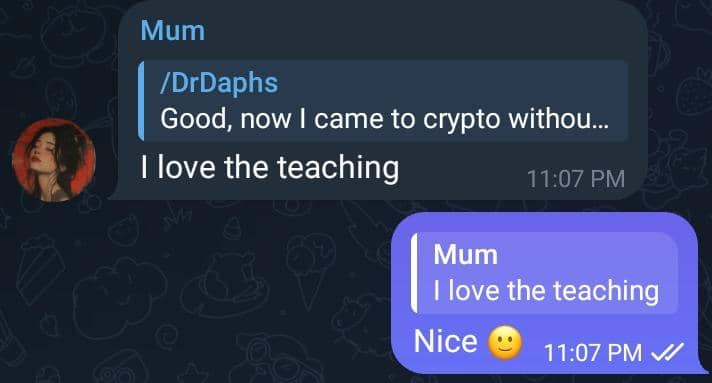 Mum
/DrDaphs
Good, now I came to crypto withou...
I love the teaching
11:07 PM
Mum
I love the teaching
Nice 🙂
11:07 PM